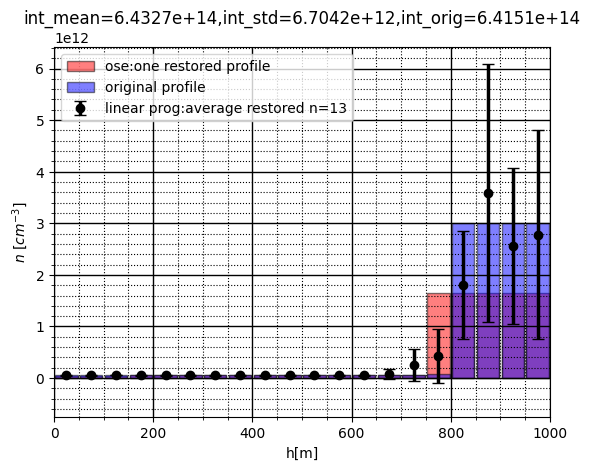 int_mean=6.4327e+14,int_std=6.7042e+12,int_orig=6.4151e+14
1e12
ose:one restored profile
original profile
linear prog:average restored n=13
6
5
4
3
2
1
0
n [cm⁻³]
0 200 400 600 800 1000
h[m]